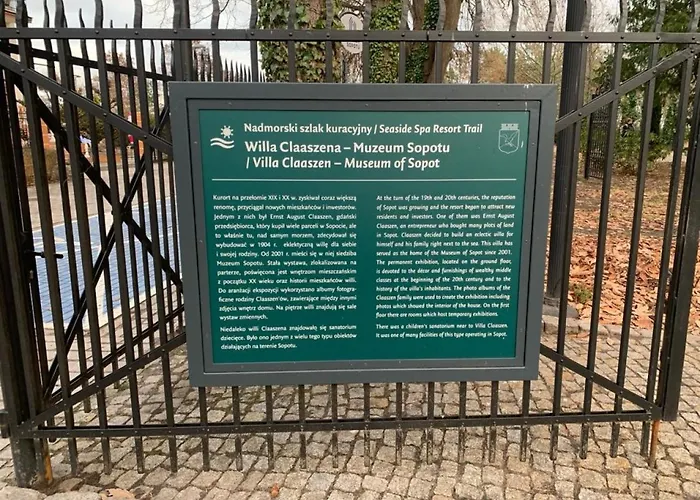 Nadmorski szlak kuracyjny / Seaside Spa Resort Trail
Willa Claaszena – Muzeum Sopotu
/ Villa Claaszen – Museum of Sopot
Kurort na przełomie XIX i XX w. zyskiwał coraz większą
renomę, przyciągał nowych mieszkańców i inwestorów.
Jednym z nich był Ernst August Claaszen, gdański
przedsiębiorca, który kupił wiele parceli w Sopocie, ale
to właśnie tu, nad samym morzem, zdecydował się
wybudować w 1904 r. eklektyczną willę dla siebie
i swojej rodziny. Od 2001 r. mieści się w niej siedziba
Muzeum Sopotu. Stała wystawa, zlokalizowana na
parterze, poświęcona jest wnętrzom mieszczańskim
z początku XX wieku oraz historii mieszkańców willi.
Do aranżacji ekspozycji wykorzystano albumy fotogra-
ficzne rodziny Claaszen'ów, zawierające między innymi
zdjęcia wnętrz domu. Na piętrze willi znajdują się sale
wystaw zmiennych.
Niedaleko willi Claaszena znajdowały się sanatorium
dziecięce. Było ono jednym z wielu tego typu obiektów
działających na terenie Sopotu.
At the turn of the 19th and 20th centuries, the reputation
of Sopot was growing and the resort began to attract new
residents and investors. One of them was Ernst August
Claaszen, an entrepreneur who bought many plots of land
in Sopot. Claaszen decided to build an eclectic villa for
himself and his family right next to the sea. This villa has
served as the home of the Museum of Sopot since 2001.
The permanent exhibition, located on the ground floor,
is devoted to the décor and furnishings of wealthy middle
classes at the beginning of the 20th century and to the
history of the villa's inhabitants. The photo albums of the
Claaszen family were used to create the exhibition including
photos which showed the interior of the house. On the first
floor there are rooms which host temporary exhibitions.
There was a children's sanatorium near to Villa Claaszen.
It was one of many facilities of this type operating in Sopot.